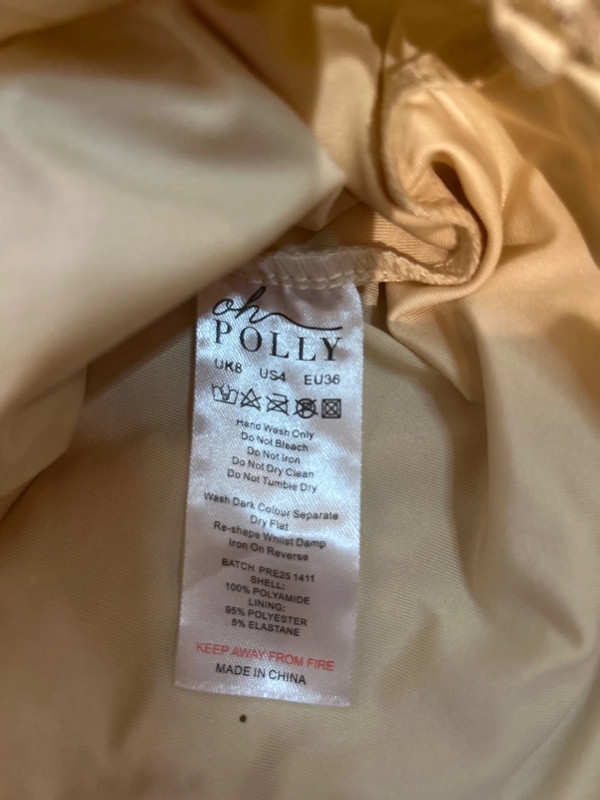 oh
POLLY
UK8 US4 EU36
Hand Wash Only
Do Not Bleach
Do Not Iron
Do Not Dry Clean
Do Not Tumble Dry
Wash Dark Colour Separate
Dry Flat
Re-shape Whilst Damp
Iron On Reverse
BATCH PRE25 1411
SHELL:
100% POLYAMIDE
LINING:
95% POLYESTER
5% ELASTANE
KEEP AWAY FROM FIRE
MADE IN CHINA